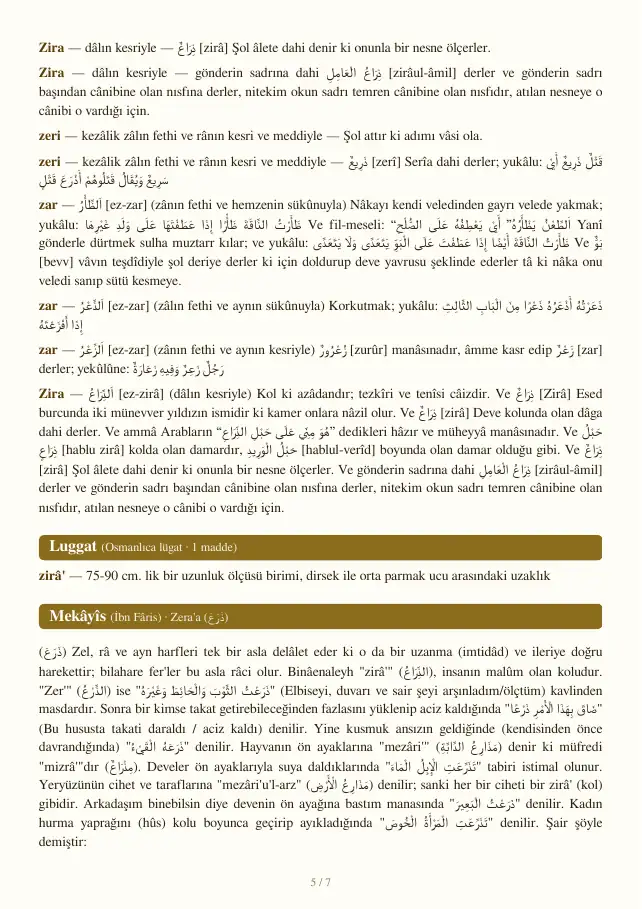 Zira — dâlın kesriyle — ذِرَاعٌ [zirâ] Şol âlete dahi denir ki onunla bir nesne ölçerler.
Zira — dâlın kesriyle — gönderin sadrına dahi ذِرَاعُ الْعَامِلِ [zirâul-âmil] derler ve gönderin sadrı
başından cânibine olan nısfına derler, nitekim okun sadrı temren cânibine olan nısfıdır, atılan nesneye o
cânibi o vardığı için.
zeri — kezâlik zâlın fethi ve rânın kesri ve meddiyle — Şol attır ki adımı vâsi ola.
zeri — kezâlik zâlın fethi ve rânın kesri ve meddiyle — ذَرِيعٌ [zerî] Serîa dahi derler; yukâlu: قَتْلٌ ذَرِيعٌ أَيْ
سَرِيعٌ وَيُقَالُ قَتَلُوهُمْ أَذْرَعَ قَتْلٍ
zar — اَلظَّأْرُ [ez-zar] (zânın fethi ve hemzenin sükûnuyla) Nâkayı kendi veledinden gayrı velede yakmak;
yukâlu: ظَأَرْتُ النَّاقَةَ ظَأْرًا إِذَا عَطَفْتَهَا عَلَى وَلَدِ غَيْرِهَا Ve fil-meseli: “اَلطَّعْنُ يَظْأَرُهُ” أَيْ يَعْطِفُهُ عَلَى الصُّلْحِ Yanî
gönderle dürtmek sulha muztarr kılar; ve yukâlu: ظَأَرْتُ النَّاقَةَ أَيْضًا إِذَا عَطَفْتَ عَلَى الْبَوِّ يَتَعَدَّى وَلَا يَتَعَدَّى Ve بَوٌّ
[bevv] vâvın teşdîdiyle şol deriye derler ki için doldurup deve yavrusu şeklinde ederler tâ ki nâka onu
veledi sanıp sütü kesmeye.
zar — اَلذَّعْرُ [ez-zar] (zâlın fethi ve aynın sükûnuyla) Korkutmak; yukâlu: ذَعَرْتُهُ أَذْعَرُهُ ذَعْرًا مِنَ الْبَابِ الثَّالِثِ
إِذَا أَفْزَعْتَهُ
zar — اَلزَّعْرُ [ez-zar] (zânın fethi ve aynın kesriyle) زُعْرُورٌ [zurûr] manâsınadır, âmme kasr edip زَعْرٌ [zar]
derler; yekûlûne: رَجُلٌ زَعِرٌ وَفِيهِ زَعَارَةٌ
Zira — اَلذِّرَاعُ [ez-zirâ] (dâlın kesriyle) Kol ki azâdandır; tezkîri ve tenîsi câizdir. Ve ذِرَاعٌ [Zirâ] Esed
burcunda iki münevver yıldızın ismidir ki kamer onlara nâzil olur. Ve ذِرَاعٌ [zirâ] Deve kolunda olan dâga
dahi derler. Ve ammâ Arabların “هُوَ مِنِّي عَلَى حَبْلِ الذِّرَاعِ” dedikleri hâzır ve müheyyâ manâsınadır. Ve حَبْلُ
ذِرَاعٍ [hablu zirâ] kolda olan damardır, حَبْلُ الْوَرِيدِ [hablul-verîd] boyunda olan damar olduğu gibi. Ve ذِرَاعٌ
[zirâ] Şol âlete dahi denir ki onunla bir nesne ölçerler. Ve gönderin sadrına dahi ذِرَاعُ الْعَامِلِ [zirâul-âmil]
derler ve gönderin sadrı başından cânibine olan nısfına derler, nitekim okun sadrı temren cânibine olan
nısfıdır, atılan nesneye o cânibi o vardığı için.
Luggat (Osmanlıca lügat · 1 madde)
zirâ' — 75-90 cm. lik bir uzunluk ölçüsü birimi, dirsek ile orta parmak ucu arasındaki uzaklık
Mekâyîs (İbn Fâris) · Zera'a (ذَرَعَ)
(ذَرَعَ) Zel, râ ve ayn harfleri tek bir asla delâlet eder ki o da bir uzanma (imtidâd) ve ileriye doğru
harekettir; bilahare fer'ler bu asla râci olur. Binâenaleyh "zirâ'" (الذِّرَاعُ), insanın malûm olan koludur.
"Zer'" (الذَّرْعُ) ise "ذَرَعْتُ الثَّوْبَ وَالْحَائِطَ وَغَيْرَهُ" (Elbiseyi, duvarı ve sair şeyi arşınladım/ölçtüm) kavlinden
masdardır. Sonra bir kimse takat getirebileceğinden fazlasını yüklenip aciz kaldığında "ضَاقَ بِهَذَا الْأَمْرِ ذَرْعًا"
(Bu hususta takati daraldı / aciz kaldı) denilir. Yine kusmuk ansızın geldiğinde (kendisinden önce
davrandığında) "ذَرَعَهُ الْقَيْءُ" denilir. Hayvanın ön ayaklarına "mezâri'" (مَذَارِعُ الدَّابَّةِ) denir ki müfredi
"mizrâ'"dır (مِذْرَاعٌ). Develer ön ayaklarıyla suya daldıklarında "تَذَرَّعَتِ الْإِبِلُ الْمَاءَ" tabiri istimal olunur.
Yeryüzünün cihet ve taraflarına "mezâri'u'l-arz" (مَذَارِعُ الْأَرْضِ) denilir; sanki her bir ciheti bir zirâ' (kol)
gibidir. Arkadaşım binebilsin diye devenin ön ayağına bastım manasında "ذَرَعْتُ الْبَعِيرَ" denilir. Kadın
hurma yaprağını (hûs) kolu boyunca geçirip ayıkladığında "تَذَرَّعَتِ الْمَرْأَةُ الْخُوصَ" denilir. Şair şöyle
demiştir:
5 / 7